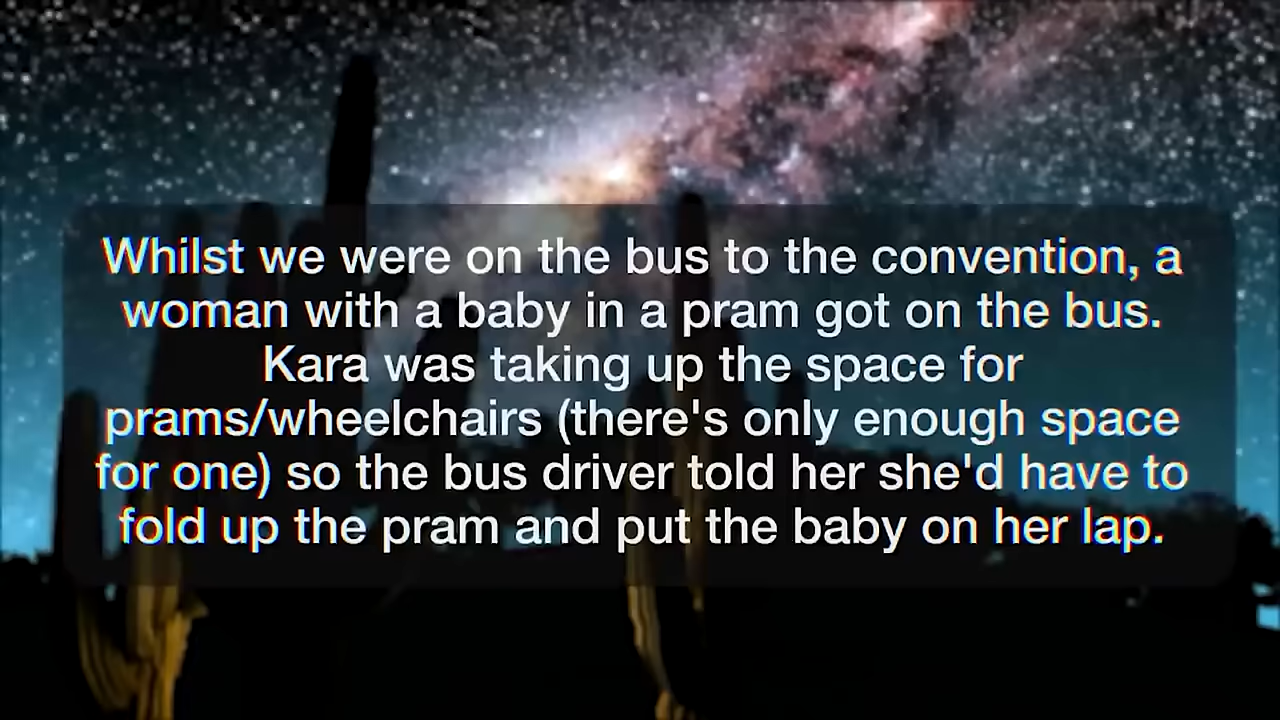 Whilst we were on the bus to the convention, a
woman with a baby in a pram got on the bus.
Kara was taking up the space for
prams/wheelchairs (there's only enough space
for one) so the bus driver told her she'd have to
fold up the pram and put the baby on her lap.